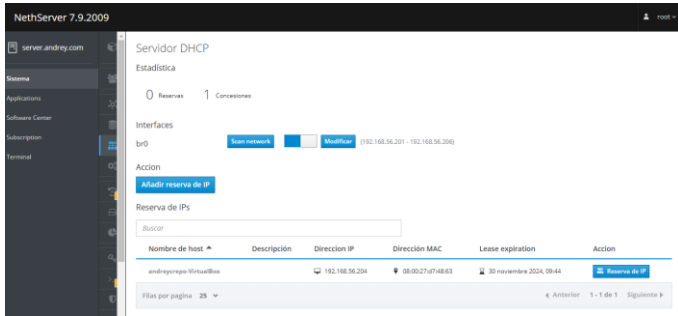 NethServer 7.9.2009
root
server.andrey.com
Sistema
Applications
Software Center
Subscription
Terminal
Servidor DHCP
Estadística
0 Reservas 1 Concesiones
Interfaces
br0 Scan network Modificar (192.168.56.201 - 192.168.56.206)
Accion
Añadir reserva de IP
Reserva de IPs
Buscar
Nombre de host Descripción Direccion IP Dirección MAC Lease expiration Accion
andreycrepo-VirtualBox 192.168.56.204 08:00:27:d7:48:63 30 noviembre 2024, 09:44 Reserva de IP
Filas por pagina 25 Anterior 1 - 1 de 1 Siguiente